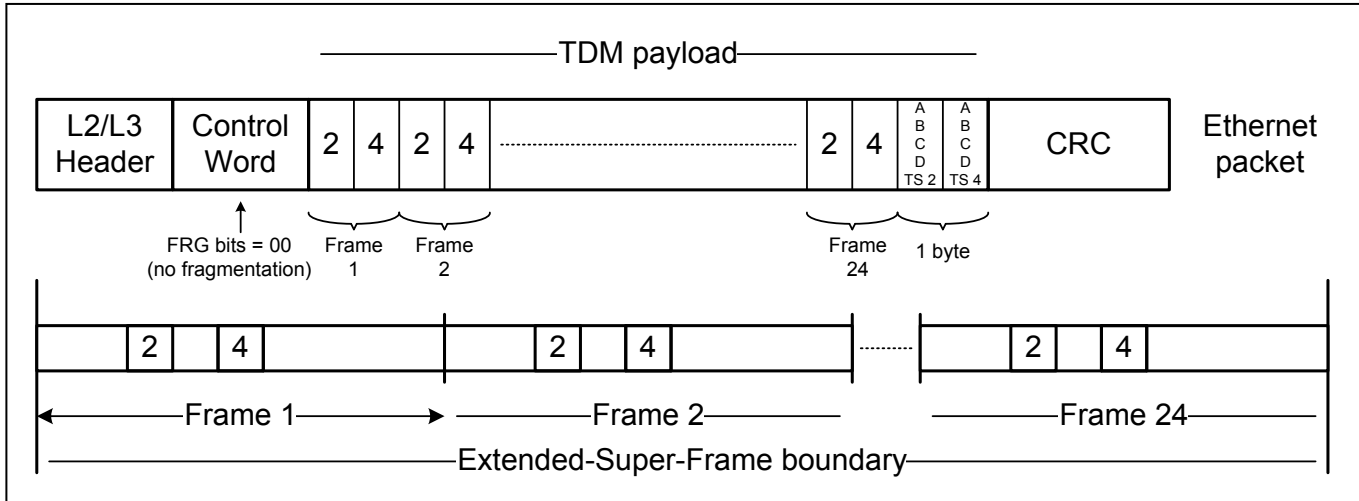 TDM payload
L2/L3 Header
Control Word
2 4 2 4
2 4
A B C D TS 2
A B C D TS 4
CRC
Ethernet packet
FRG bits = 00
(no fragmentation)
Frame 1
Frame 2
Frame 24
1 byte
2 4
2 4
2 4
Frame 1
Frame 2
Frame 24
Extended-Super-Frame boundary